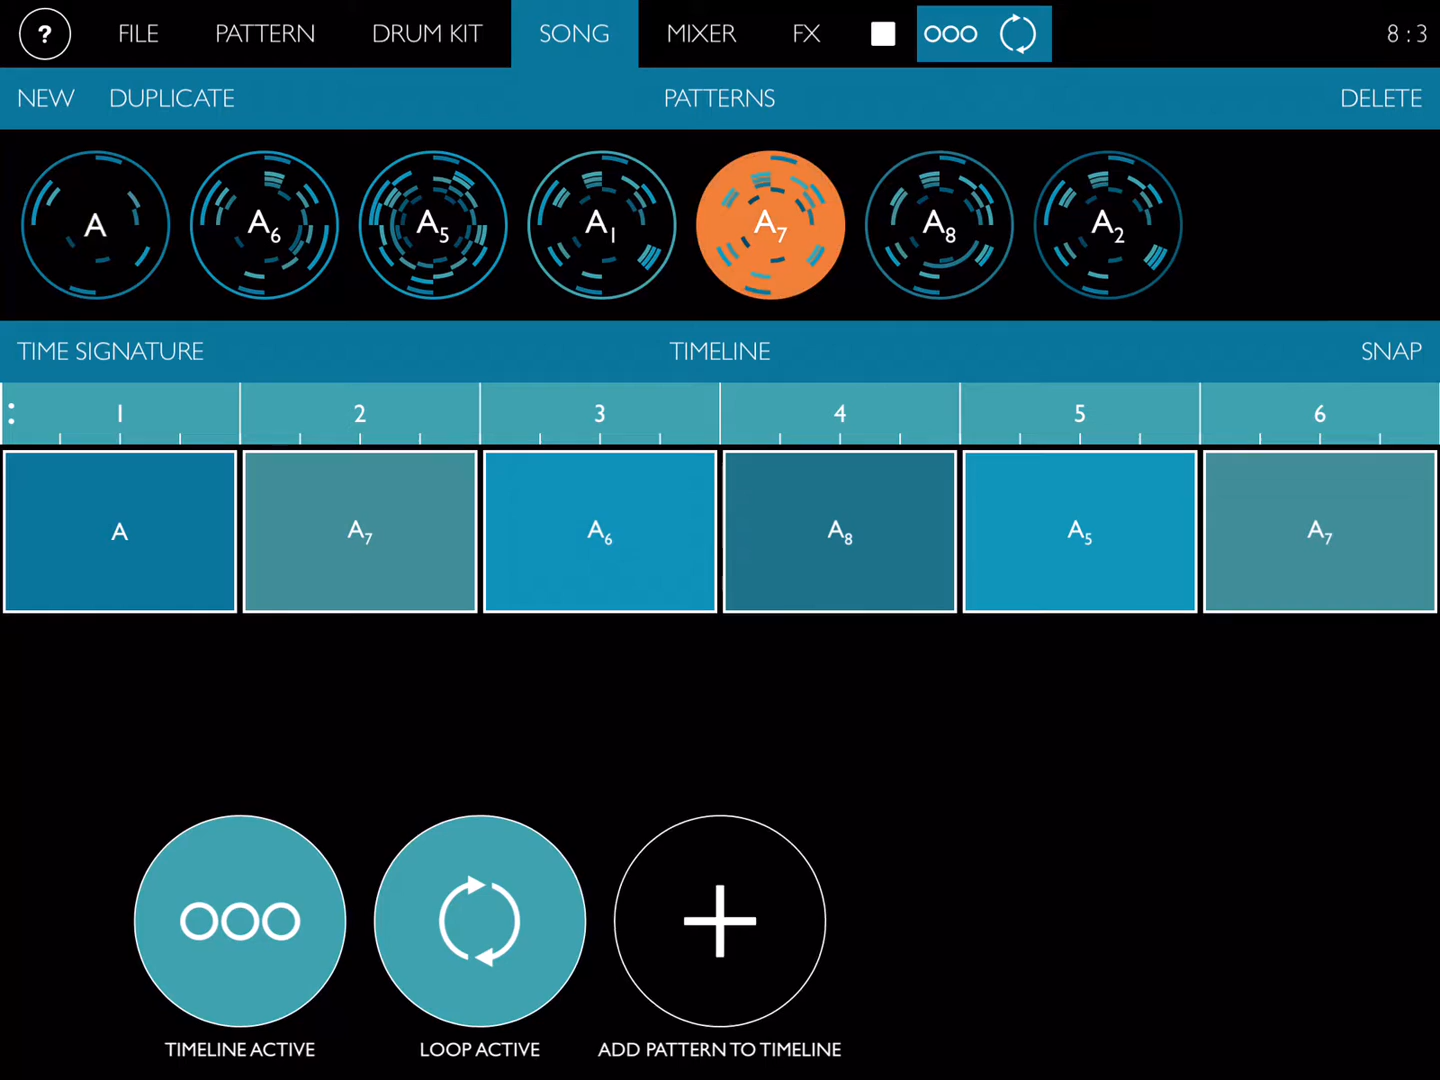 ? FILE PATTERN DRUM KIT SONG MIXER FX 8 : 3
NEW DUPLICATE PATTERNS DELETE
A A6 A5 A1 A7 A8 A2
TIME SIGNATURE TIMELINE SNAP
: 1 2 3 4 5 6
A A7 A6 A8 A5 A7
TIMELINE ACTIVE LOOP ACTIVE ADD PATTERN TO TIMELINE